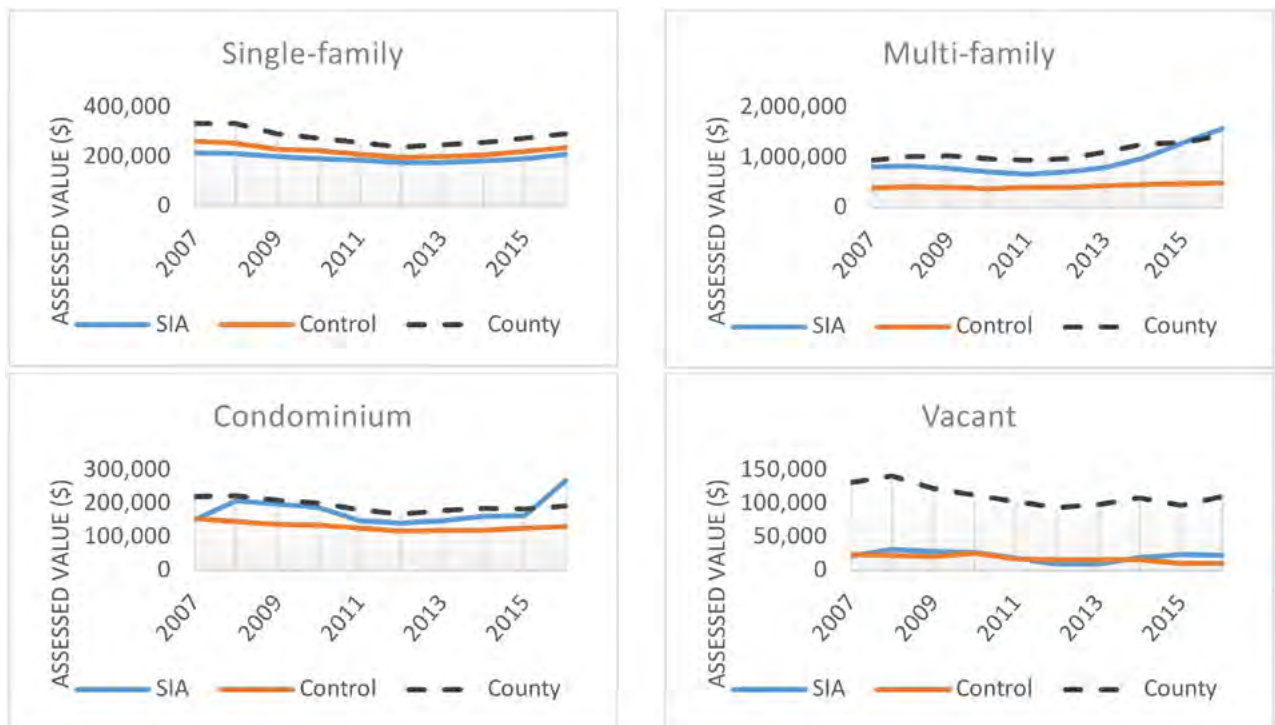 Single-family
ASSESSED VALUE ($)
400,000
200,000
0
2007
2009
2011
2013
2015
SIA
Control
County
Multi-family
ASSESSED VALUE ($)
2,000,000
1,000,000
0
2007
2009
2011
2013
2015
SIA
Control
County
Condominium
ASSESSED VALUE ($)
300,000
200,000
100,000
0
2007
2009
2011
2013
2015
SIA
Control
County
Vacant
ASSESSED VALUE ($)
150,000
100,000
50,000
0
2007
2009
2011
2013
2015
SIA
Control
County